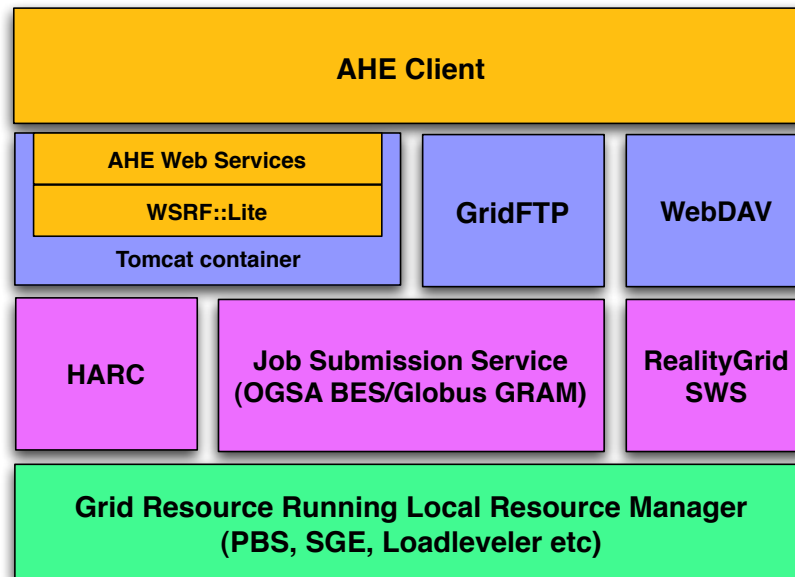 AHE Client
AHE Web Services
WSRF::Lite
Tomcat container
GridFTP
WebDAV
HARC
Job Submission Service
(OGSA BES/Globus GRAM)
RealityGrid
SWS
Grid Resource Running Local Resource Manager
(PBS, SGE, Loadleveler etc)